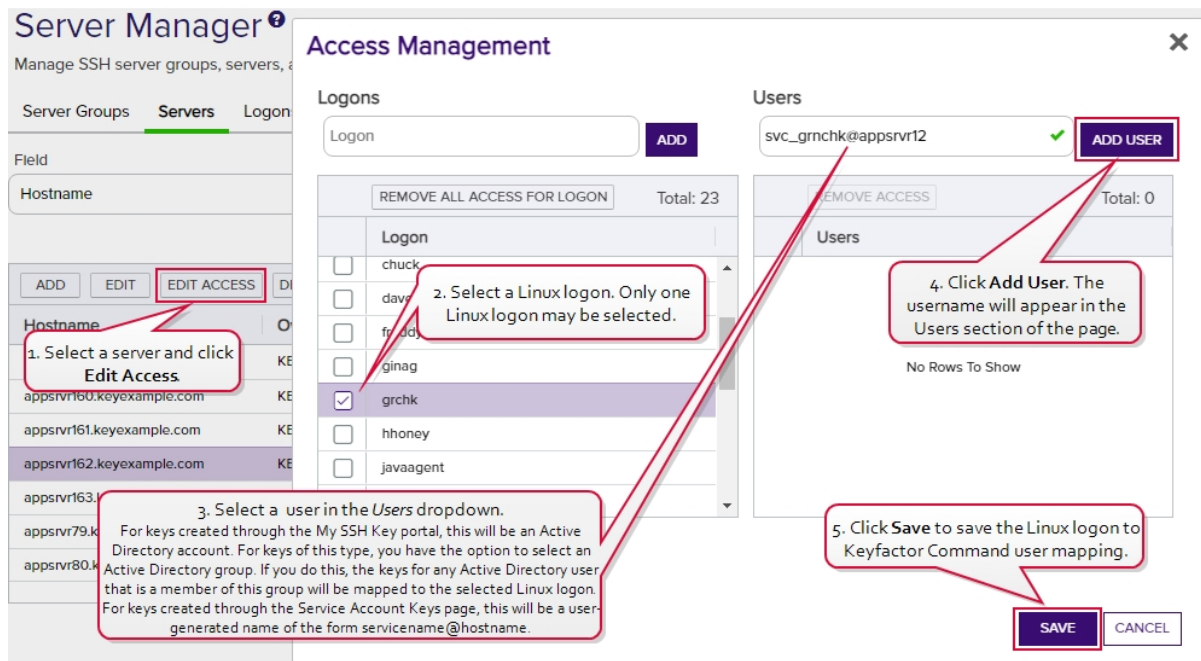 Server Manager ?
Manage SSH server groups, servers,
Server Groups Servers Logon
Field
Hostname
ADD EDIT EDIT ACCESS
Hostname
1. Select a server and click
Edit Access.
KE
appsrvr160.keyexample.com KE
appsrvr161.keyexample.com KE
appsrvr162.keyexample.com KE
appsrvr163.
appsrvr79.k
appsrvr80.k
Access Management
Logons
Logon ADD
REMOVE ALL ACCESS FOR LOGON Total: 23
Logon
chuck
dave
freddy
ginag
grchk
hhoney
javaagent
2. Select a Linux logon. Only one
Linux logon may be selected.
Users
svc_grnchk@appsrvr12 ADD USER
REMOVE ACCESS Total: 0
Users
4. Click Add User. The
username will appear in the
Users section of the page.
No Rows To Show
3. Select a user in the Users dropdown.
For keys created through the My SSH Key portal, this will be an Active
Directory account. For keys of this type, you have the option to select an
Active Directory group. If you do this, the keys for any Active Directory user
that is a member of this group will be mapped to the selected Linux logon.
For keys created through the Service Account Keys page, this will be a user-
generated name of the form servicename@hostname.
5. Click Save to save the Linux logon to
Keyfactor Command user mapping.
SAVE CANCEL